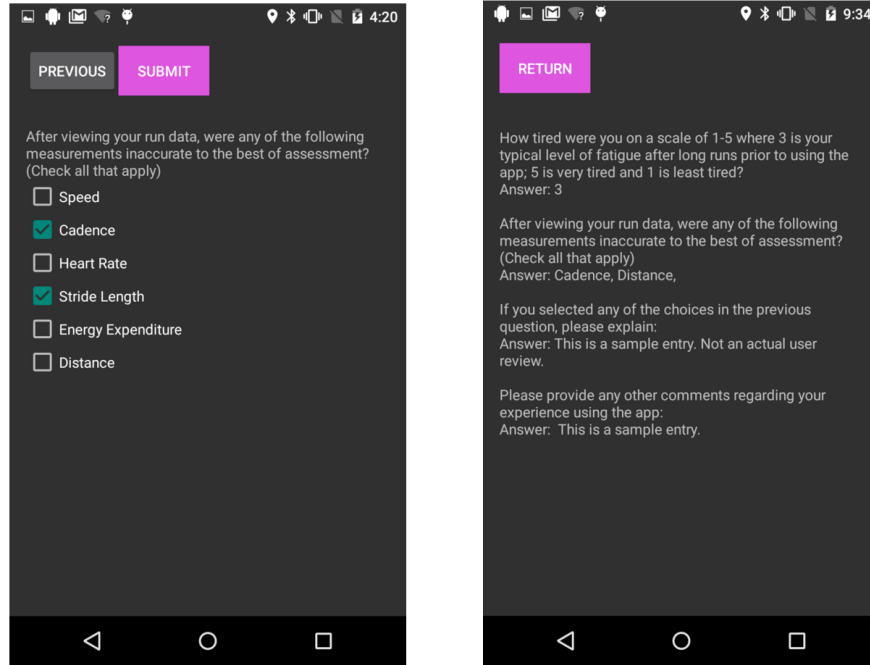 4:20
PREVIOUS
SUBMIT
After viewing your run data, were any of the following
measurements inaccurate to the best of assessment?
(Check all that apply)
Speed
Cadence
Heart Rate
Stride Length
Energy Expenditure
Distance
9:34
RETURN
How tired were you on a scale of 1-5 where 3 is your
typical level of fatigue after long runs prior to using the
app; 5 is very tired and 1 is least tired?
Answer: 3
After viewing your run data, were any of the following
measurements inaccurate to the best of assessment?
(Check all that apply)
Answer: Cadence, Distance,
If you selected any of the choices in the previous
question, please explain:
Answer: This is a sample entry. Not an actual user
review.
Please provide any other comments regarding your
experience using the app:
Answer:  This is a sample entry.